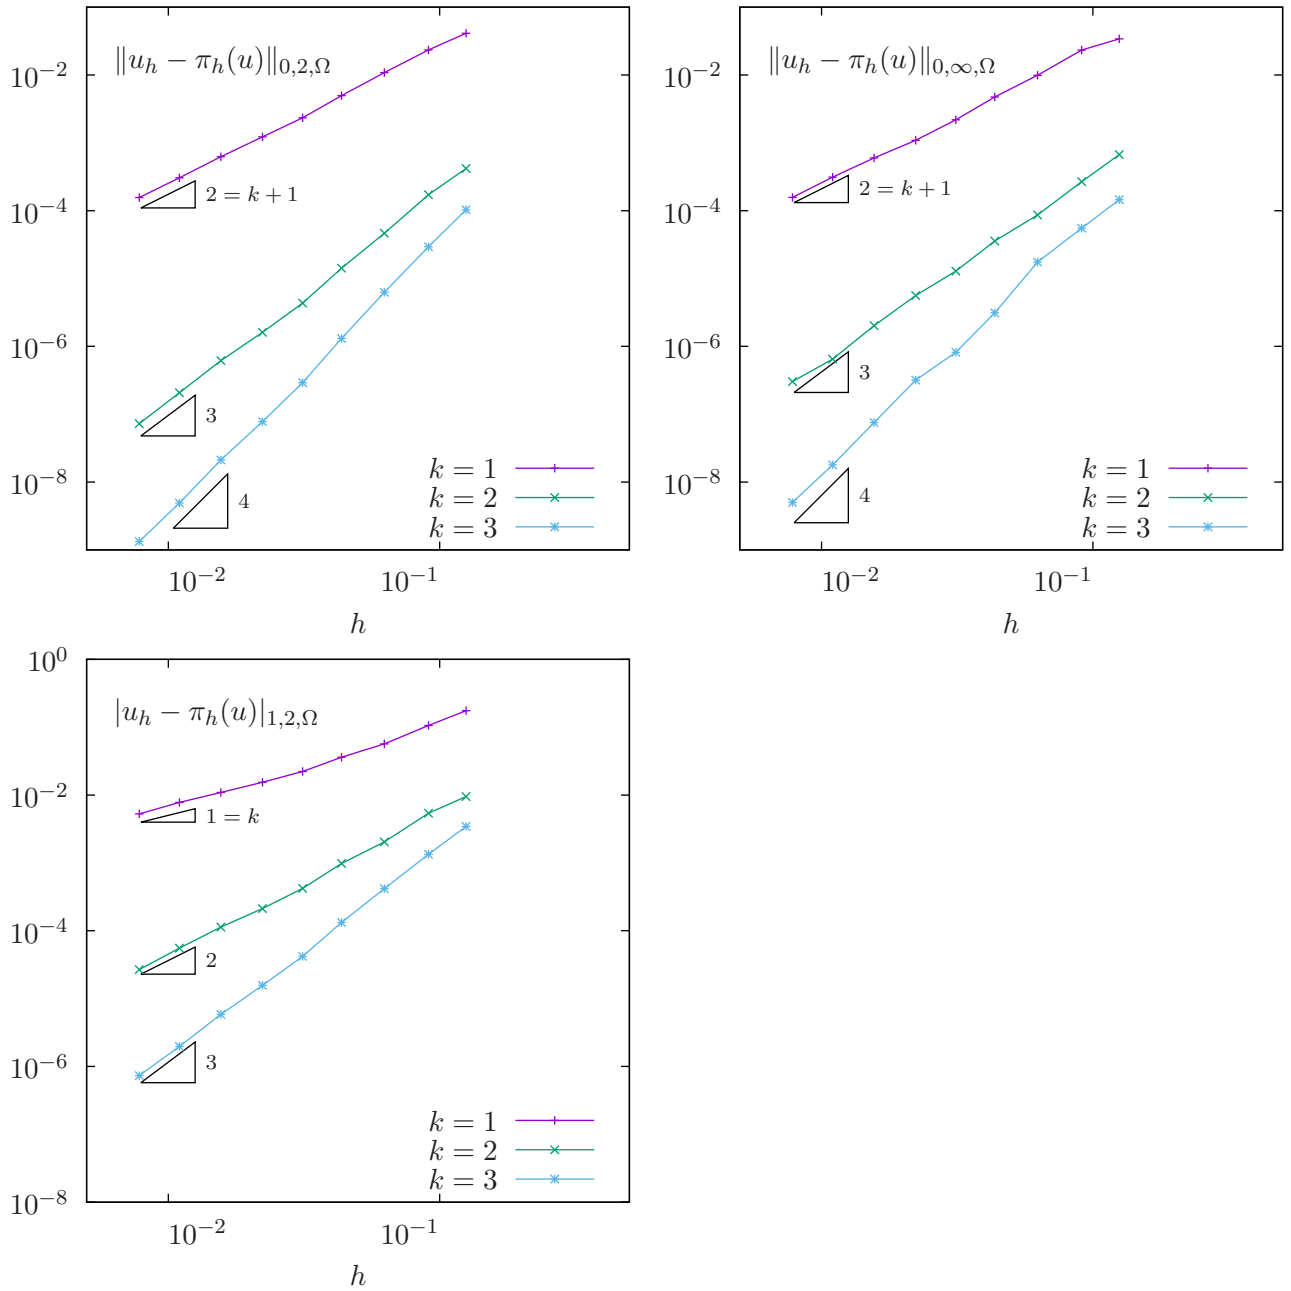 ‖u_h − π_h(u)‖_{0,2,Ω}
10^{−2}
10^{−4}
10^{−6}
10^{−8}
2 = k + 1
3
4
k = 1
k = 2
k = 3
10^{−2} 10^{−1}
h
‖u_h − π_h(u)‖_{0,∞,Ω}
10^{−2}
10^{−4}
10^{−6}
10^{−8}
2 = k + 1
3
4
k = 1
k = 2
k = 3
10^{−2} 10^{−1}
h
|u_h − π_h(u)|_{1,2,Ω}
10^{0}
10^{−2}
10^{−4}
10^{−6}
10^{−8}
1 = k
2
3
k = 1
k = 2
k = 3
10^{−2} 10^{−1}
h